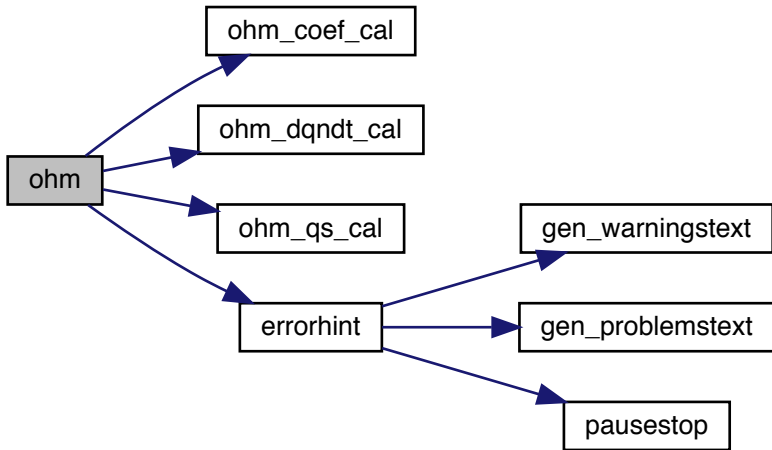 ohm
ohm_coef_cal
ohm_dqndt_cal
ohm_qs_cal
errorhint
gen_warningstext
gen_problemstext
pausestop